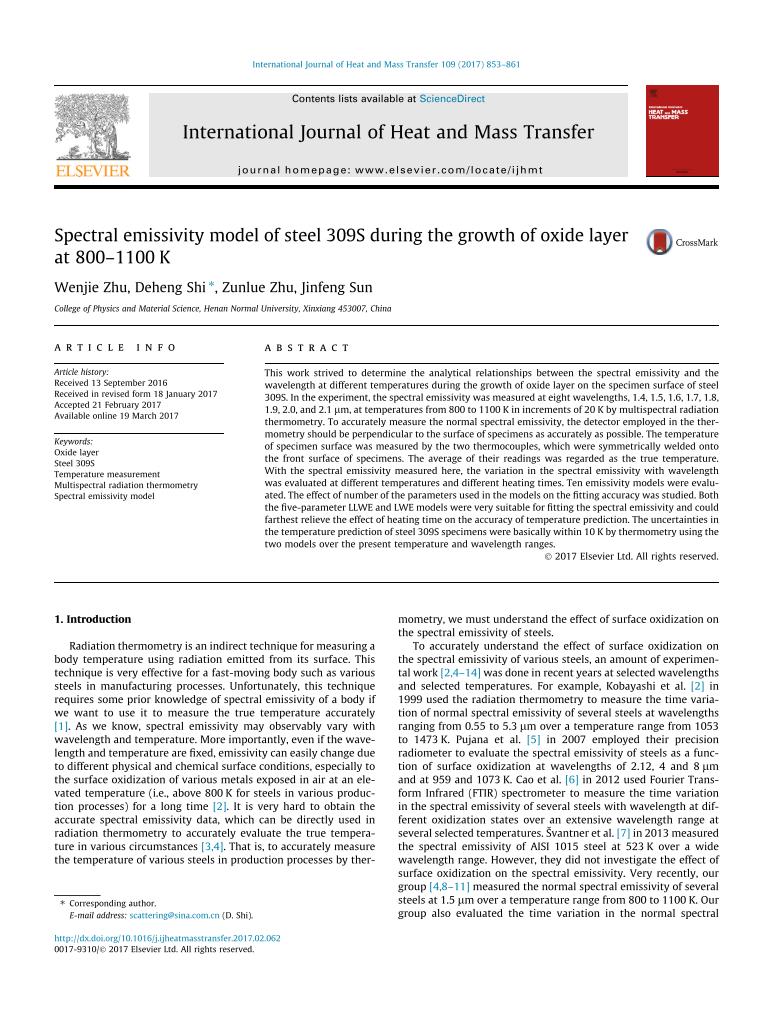 International Journal of Heat and Mass Transfer 109 (2017) 853–861
Contents lists available at ScienceDirect
International Journal of Heat and Mass Transfer
journal homepage: www.elsevier.com/locate/ijhmt
ELSEVIER
HEAT and MASS
TRANSFER
Spectral emissivity model of steel 309S during the growth of oxide layer
at 800–1100 K
CrossMark
Wenjie Zhu, Deheng Shi *, Zunlue Zhu, Jinfeng Sun
College of Physics and Material Science, Henan Normal University, Xinxiang 453007, China
ARTICLE INFO
Article history:
Received 13 September 2016
Received in revised form 18 January 2017
Accepted 21 February 2017
Available online 19 March 2017
Keywords:
Oxide layer
Steel 309S
Temperature measurement
Multispectral radiation thermometry
Spectral emissivity model
ABSTRACT
This work strived to determine the analytical relationships between the spectral emissivity and the
wavelength at different temperatures during the growth of oxide layer on the specimen surface of steel
309S. In the experiment, the spectral emissivity was measured at eight wavelengths, 1.4, 1.5, 1.6, 1.7, 1.8,
1.9, 2.0, and 2.1 μm, at temperatures from 800 to 1100 K in increments of 20 K by multispectral radiation
thermometry. To accurately measure the normal spectral emissivity, the detector employed in the ther-
mometry should be perpendicular to the surface of specimens as accurately as possible. The temperature
of specimen surface was measured by the two thermocouples, which were symmetrically welded onto
the front surface of specimens. The average of their readings was regarded as the true temperature.
With the spectral emissivity measured here, the variation in the spectral emissivity with wavelength
was evaluated at different temperatures and different heating times. Ten emissivity models were evalu-
ated. The effect of number of the parameters used in the models on the fitting accuracy was studied. Both
the five-parameter LLWE and LWE models were very suitable for fitting the spectral emissivity and could
farthest relieve the effect of heating time on the accuracy of temperature prediction. The uncertainties in
the temperature prediction of steel 309S specimens were basically within 10 K by thermometry using the
two models over the present temperature and wavelength ranges.
© 2017 Elsevier Ltd. All rights reserved.
1. Introduction
Radiation thermometry is an indirect technique for measuring a
body temperature using radiation emitted from its surface. This
technique is very effective for a fast-moving body such as various
steels in manufacturing processes. Unfortunately, this technique
requires some prior knowledge of spectral emissivity of a body if
we want to use it to measure the true temperature accurately
[1]. As we know, spectral emissivity may observably vary with
wavelength and temperature. More importantly, even if the wave-
length and temperature are fixed, emissivity can easily change due
to different physical and chemical surface conditions, especially to
the surface oxidization of various metals exposed in air at an ele-
vated temperature (i.e., above 800 K for steels in various produc-
tion processes) for a long time [2]. It is very hard to obtain the
accurate spectral emissivity data, which can be directly used in
radiation thermometry to accurately evaluate the true tempera-
ture in various circumstances [3,4]. That is, to accurately measure
the temperature of various steels in production processes by ther-
mometry, we must understand the effect of surface oxidization on
the spectral emissivity of steels.
To accurately understand the effect of surface oxidization on
the spectral emissivity of various steels, an amount of experimen-
tal work [2,4–14] was done in recent years at selected wavelengths
and selected temperatures. For example, Kobayashi et al. [2] in
1999 used the radiation thermometry to measure the time varia-
tion of normal spectral emissivity of several steels at wavelengths
ranging from 0.55 to 5.3 μm over a temperature range from 1053
to 1473 K. Pujana et al. [5] in 2007 employed their precision
radiometer to evaluate the spectral emissivity of steels as a func-
tion of surface oxidization at wavelengths of 2.12, 4 and 8 μm
and at 959 and 1073 K. Cao et al. [6] in 2012 used Fourier Trans-
form Infrared (FTIR) spectrometer to measure the time variation
in the spectral emissivity of several steels with wavelength at dif-
ferent oxidization states over an extensive wavelength range at
several selected temperatures. Švantner et al. [7] in 2013 measured
the spectral emissivity of AISI 1015 steel at 523 K over a wide
wavelength range. However, they did not investigate the effect of
surface oxidization on the spectral emissivity. Very recently, our
group [4,8–11] measured the normal spectral emissivity of several
steels at 1.5 μm over a temperature range from 800 to 1100 K. Our
group also evaluated the time variation in the normal spectral
* Corresponding author.
E-mail address: scattering@sina.com.cn (D. Shi).
http://dx.doi.org/10.1016/j.ijheatmasstransfer.2017.02.062
0017-9310/© 2017 Elsevier Ltd. All rights reserved.